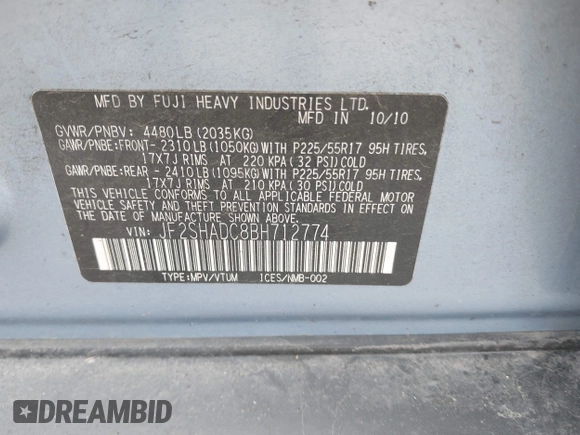 MFD BY FUJI HEAVY INDUSTRIES LTD.
MFD IN 10/10
GVWR/PNBV: 4480LB(2035KG)
GAWR/PNBE:FRONT- 2310LB(1050KG)WITH P225/55R17 95H TIRES,
17X7J RIMS AT 220 KPA(32 PSI)COLD
GAWR/PNBE:REAR - 2410LB(1095KG)WITH P225/55R17 95H TIRES,
17X7J RIMS AT 210 KPA(30 PSI)COLD
THIS VEHICLE CONFORMS TO ALL APPLICABLE FEDERAL MOTOR
VEHICLE SAFETY AND THEFT PREVENTION STANDARDS IN EFFECT
ON THE DATE OF MANUFACTURE SHOWN ABOVE.
VIN: JF2SHADC8BH712774
TYPE:MPV/VTUM ICES/NMB-002
DREAMBID
DREAMBID.COM